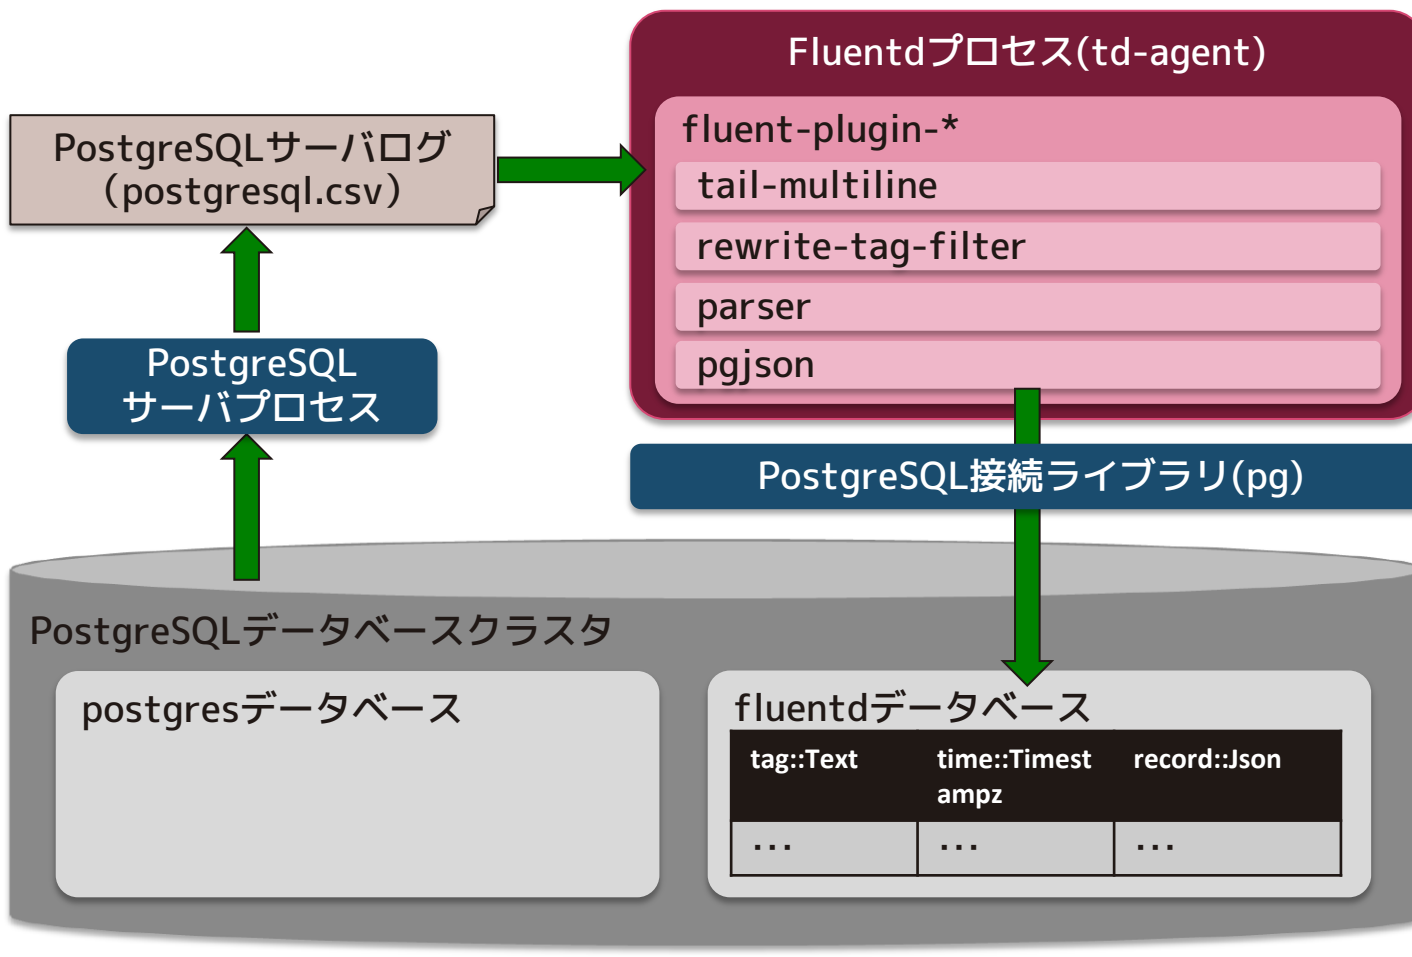 Fluentdプロセス(td-agent)
fluent-plugin-*
tail-multiline
rewrite-tag-filter
parser
pgjson
PostgreSQLサーバログ
(postgresql.csv)
PostgreSQL
サーバプロセス
PostgreSQL接続ライブラリ(pg)
PostgreSQLデータベースクラスタ
postgresデータベース
fluentdデータベース
tag::Text
time::Timest
ampz
record::Json
...
...
...